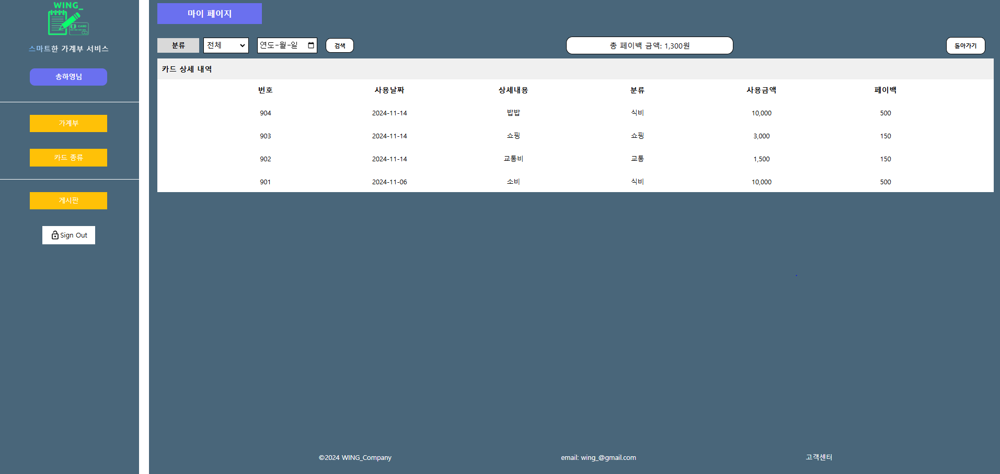 WING_
CARD
스마트한 가계부 서비스
송하영님
가계부
카드 종류
게시판
Sign Out
마이 페이지
분류 전체 연도-월-일 검색 총 페이백 금액: 1,300원 돌아가기
카드 상세 내역
번호 사용날짜 상세내용 분류 사용금액 페이백
904 2024-11-14 밥밥 식비 10,000 500
903 2024-11-14 쇼핑 쇼핑 3,000 150
902 2024-11-14 교통비 교통 1,500 150
901 2024-11-06 소비 식비 10,000 500
©2024 WING_Company email: wing_@gmail.com 고객센터